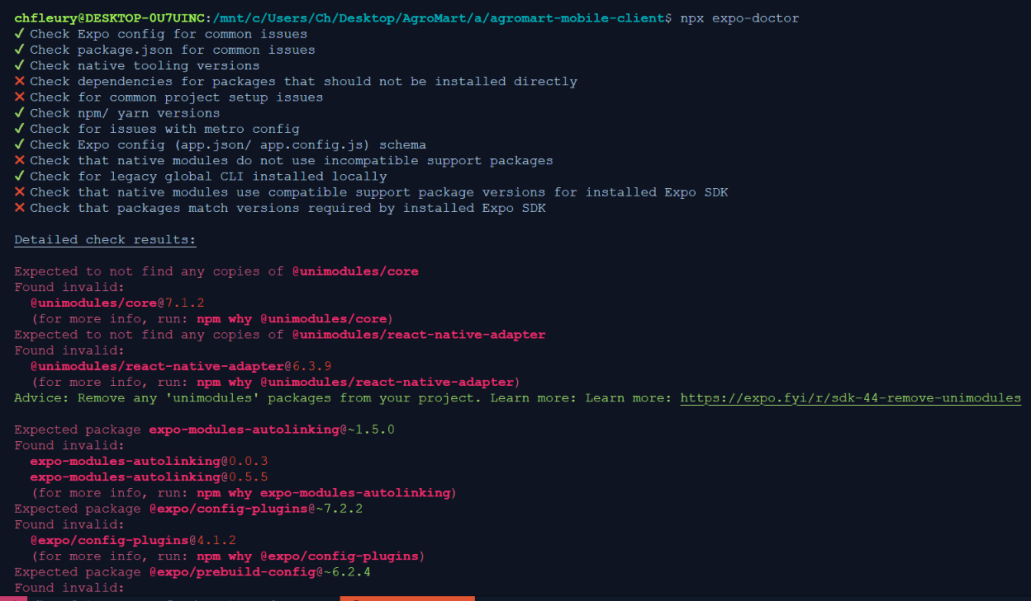 chfleury@DESKTOP-0U7UINC:/mnt/c/Users/Ch/Desktop/AgroMart/a/agromart-mobile-client$ npx expo-doctor
✓ Check Expo config for common issues
✓ Check package.json for common issues
✓ Check native tooling versions
✗ Check dependencies for packages that should not be installed directly
✗ Check for common project setup issues
✓ Check npm/ yarn versions
✓ Check for issues with metro config
✓ Check Expo config (app.json/ app.config.js) schema
✗ Check that native modules do not use incompatible support packages
✓ Check for legacy global CLI installed locally
✗ Check that native modules use compatible support package versions for installed Expo SDK
✗ Check that packages match versions required by installed Expo SDK
Detailed check results:
Expected to not find any copies of @unimodules/core
Found invalid:
@unimodules/core@7.1.2
(for more info, run: npm why @unimodules/core)
Expected to not find any copies of @unimodules/react-native-adapter
Found invalid:
@unimodules/react-native-adapter@6.3.9
(for more info, run: npm why @unimodules/react-native-adapter)
Advice: Remove any 'unimodules' packages from your project. Learn more: Learn more: https://expo.fyi/r/sdk-44-remove-unimodules
Expected package expo-modules-autolinking@~1.5.0
Found invalid:
expo-modules-autolinking@0.0.3
expo-modules-autolinking@0.5.5
(for more info, run: npm why expo-modules-autolinking)
Expected package @expo/config-plugins@~7.2.2
Found invalid:
@expo/config-plugins@4.1.2
(for more info, run: npm why @expo/config-plugins)
Expected package @expo/prebuild-config@~6.2.4
Found invalid: